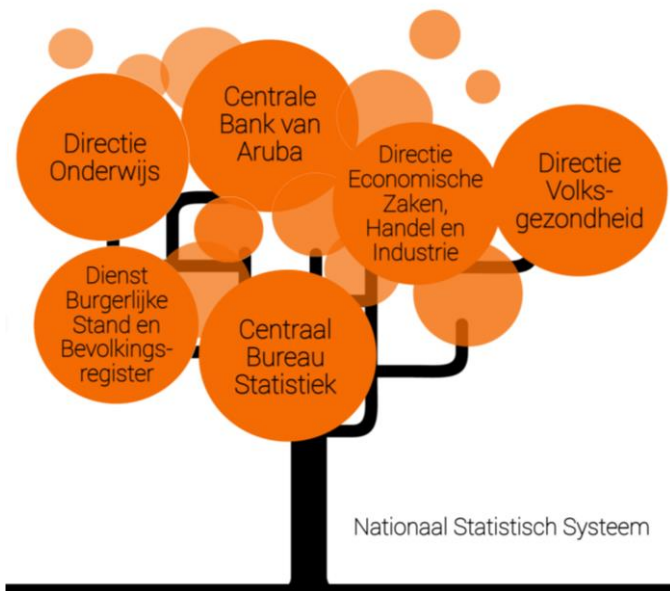 Centrale
Bank van
Aruba
Directie
Onderwijs
Directie
Economische
Zaken,
Handel en
Industrie
Directie
Volks-
gezondheid
Dienst
Burgerlijke
Stand en
Bevolkings-
register
Centraal
Bureau
Statistiek
Nationaal Statistisch Systeem